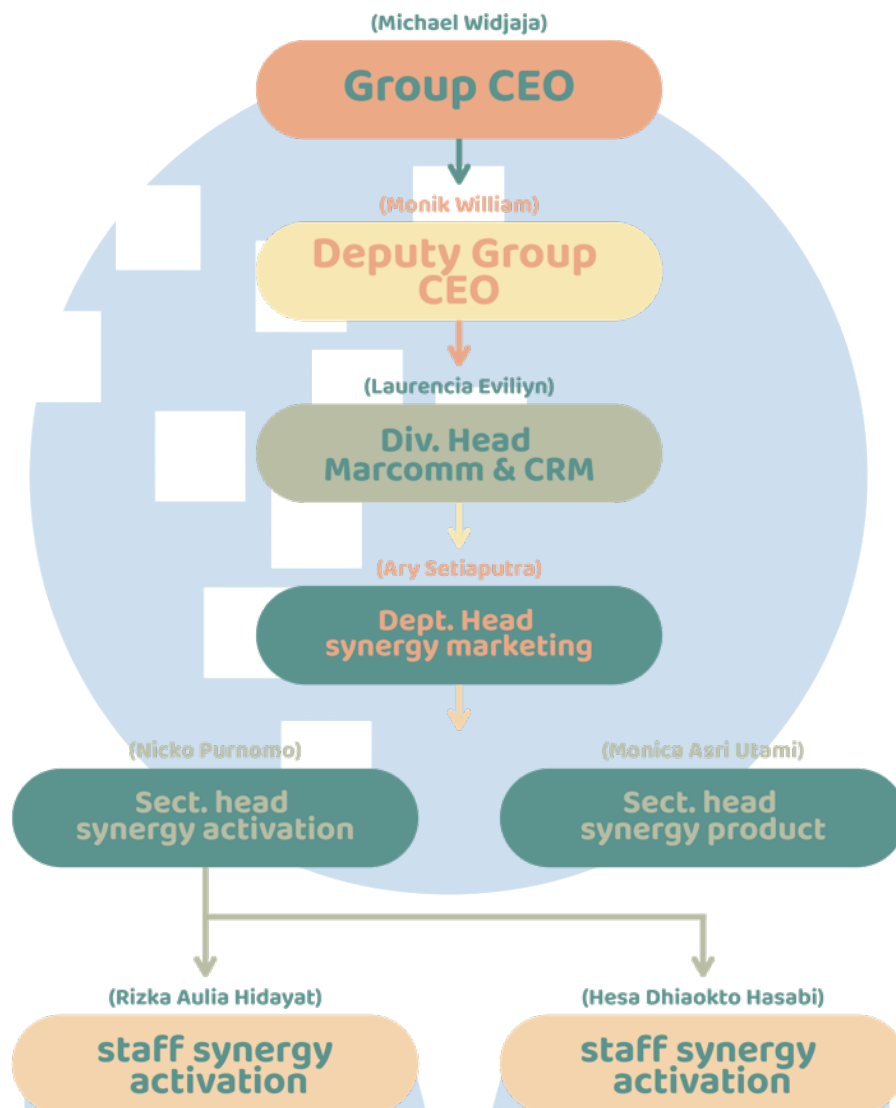 (Michael Widjaja)
Group CEO
(Monik William)
Deputy Group
CEO
(Laurencia Eviliyn)
Div. Head
Marcomm & CRM
(Ary Setiaputra)
Dept. Head
synergy marketing
(Nicko Purnomo)
Sect. head
synergy activation
(Monica Asri Utami)
Sect. head
synergy product
(Rizka Aulia Hidayat)
staff synergy
activation
(Hesa Dhiaokto Hasabi)
staff synergy
activation